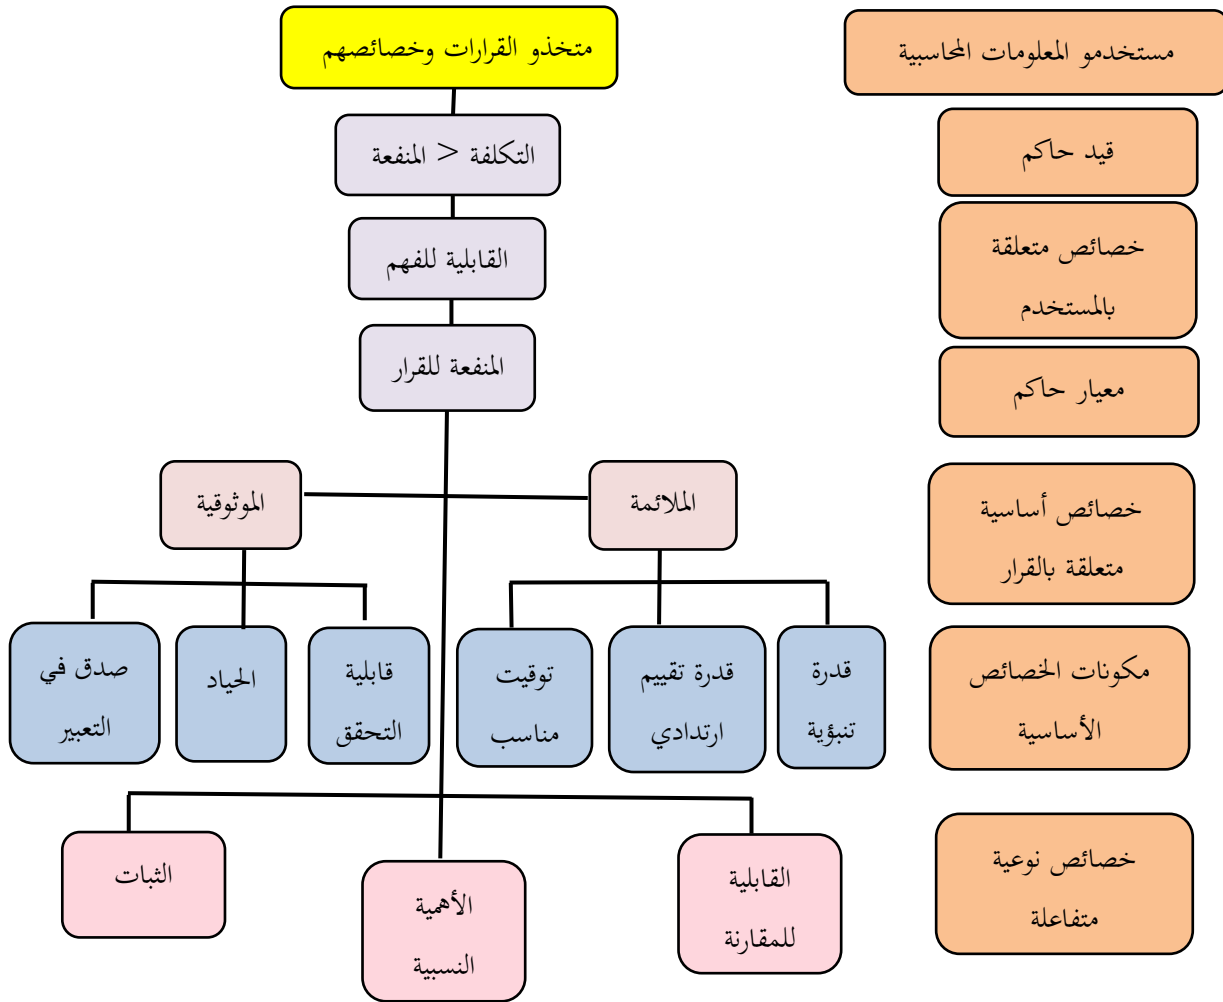 مستخدمو المعلومات المحاسبية
متخذو القرارات وخصائصهم
قيد حاكم
التكلفة < المنفعة
خصائص متعلقة
بالمستخدم
القابلية للفهم
معيار حاكم
المنفعة للقرار
خصائص أساسية
متعلقة بالقرار
الملائمة
الموثوقية
مكونات الخصائص
الأساسية
قدرة
تنبؤية
قدرة تقييم
ارتدادي
توقيت
مناسب
قابلية
التحقق
الحياد
صدق في
التعبير
خصائص نوعية
متفاعلة
القابلية
للمقارنة
الأهمية
النسبية
الثبات